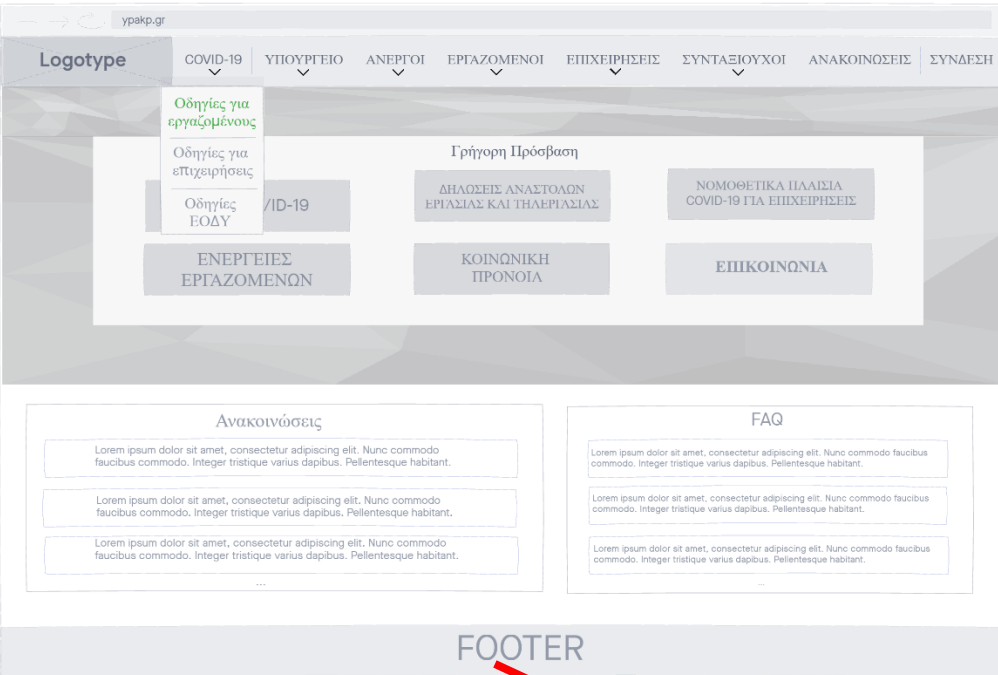 ypakp.gr
Logotype
COVID-19
ΥΠΟΥΡΓΕΙΟ
ΑΝΕΡΓΟΙ
ΕΡΓΑΖΟΜΕΝΟΙ
ΕΠΙΧΕΙΡΗΣΕΙΣ
ΣΥΝΤΑΞΙΟΥΧΟΙ
ΑΝΑΚΟΙΝΩΣΕΙΣ
ΣΥΝΔΕΣΗ
Οδηγίες για
εργαζομένους
Οδηγίες για
επιχειρήσεις
Οδηγίες
ΕΟΔΥ
Γρήγορη Πρόσβαση
/ID-19
ΔΗΛΩΣΕΙΣ ΑΝΑΣΤΟΛΩΝ
ΕΡΓΑΣΙΑΣ ΚΑΙ ΤΗΛΕΡΓΑΣΙΑΣ
ΝΟΜΟΘΕΤΙΚΑ ΠΛΑΙΣΙΑ
COVID-19 ΓΙΑ ΕΠΙΧΕΙΡΗΣΕΙΣ
ΕΝΕΡΓΕΙΕΣ
ΕΡΓΑΖΟΜΕΝΩΝ
ΚΟΙΝΩΝΙΚΗ
ΠΡΟΝΟΙΑ
ΕΠΙΚΟΙΝΩΝΙΑ
Ανακοινώσεις
Lorem ipsum dolor sit amet, consectetur adipiscing elit. Nunc commodo
faucibus commodo. Integer tristique varius dapibus. Pellentesque habitant.
Lorem ipsum dolor sit amet, consectetur adipiscing elit. Nunc commodo
faucibus commodo. Integer tristique varius dapibus. Pellentesque habitant.
Lorem ipsum dolor sit amet, consectetur adipiscing elit. Nunc commodo
faucibus commodo. Integer tristique varius dapibus. Pellentesque habitant.
...
FAQ
Lorem ipsum dolor sit amet, consectetur adipiscing elit. Nunc commodo faucibus
commodo. Integer tristique varius dapibus. Pellentesque habitant.
Lorem ipsum dolor sit amet, consectetur adipiscing elit. Nunc commodo faucibus
commodo. Integer tristique varius dapibus. Pellentesque habitant.
Lorem ipsum dolor sit amet, consectetur adipiscing elit. Nunc commodo faucibus
commodo. Integer tristique varius dapibus. Pellentesque habitant.
...
FOOTER